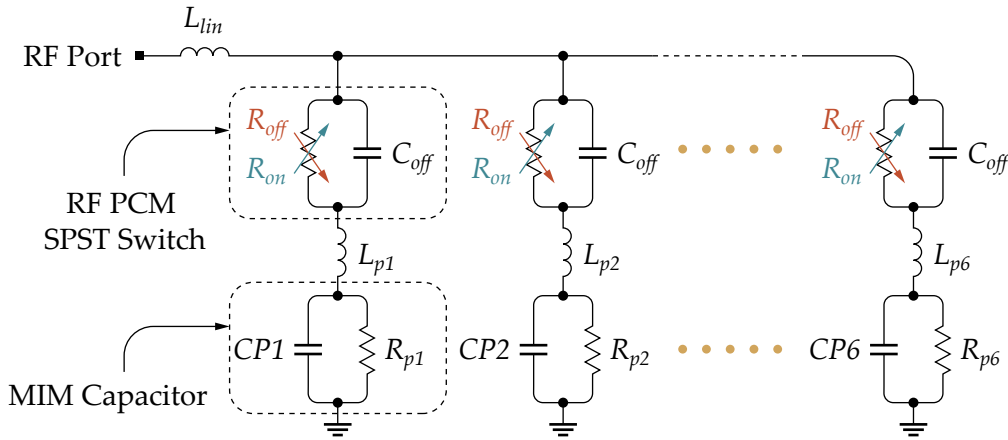 L_lin
RF Port
R_off
R_on
C_off
R_off
R_on
C_off
R_off
R_on
C_off
RF PCM
SPST Switch
L_p1
L_p2
L_p6
CP1
R_p1
CP2
R_p2
CP6
R_p6
MIM Capacitor